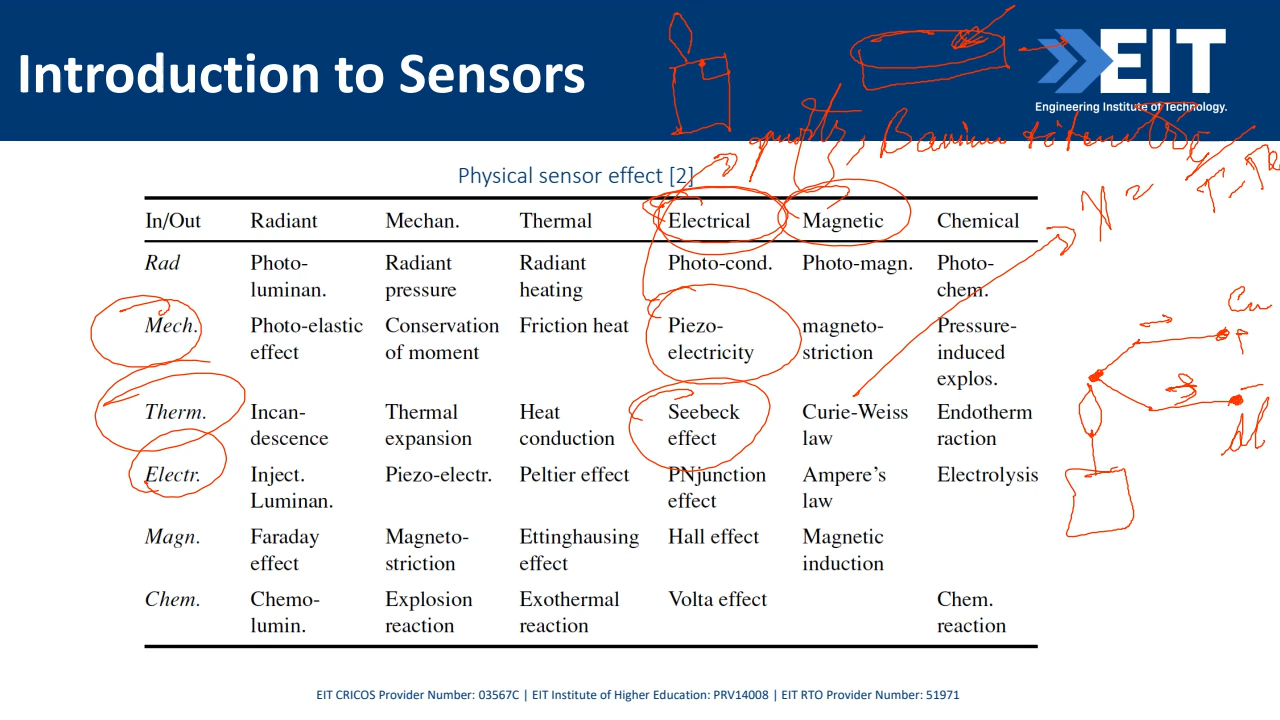 Introduction to Sensors
EIT
Engineering Institute of Technology.
quartz, Barium titanate
Physical sensor effect [2]
In/Out Radiant Mechan. Thermal Electrical Magnetic Chemical
Rad Photo- Radiant Radiant Photo-cond. Photo-magn. Photo-
luminan. pressure heating chem.
Mech. Photo-elastic Conservation Friction heat Piezo- magneto- Pressure-
effect of moment electricity striction induced
explos.
Therm. Incan- Thermal Heat Seebeck Curie-Weiss Endotherm
descence expansion conduction effect law raction
Electr. Inject. Piezo-electr. Peltier effect PNjunction Ampere's Electrolysis
Luminan. effect law
Magn. Faraday Magneto- Ettinghausing Hall effect Magnetic
effect striction effect induction
Chem. Chemo- Explosion Exothermal Volta effect Chem.
lumin. reaction reaction reaction
Cu
+
-
EIT CRICOS Provider Number: 03567C | EIT Institute of Higher Education: PRV14008 | EIT RTO Provider Number: 51971